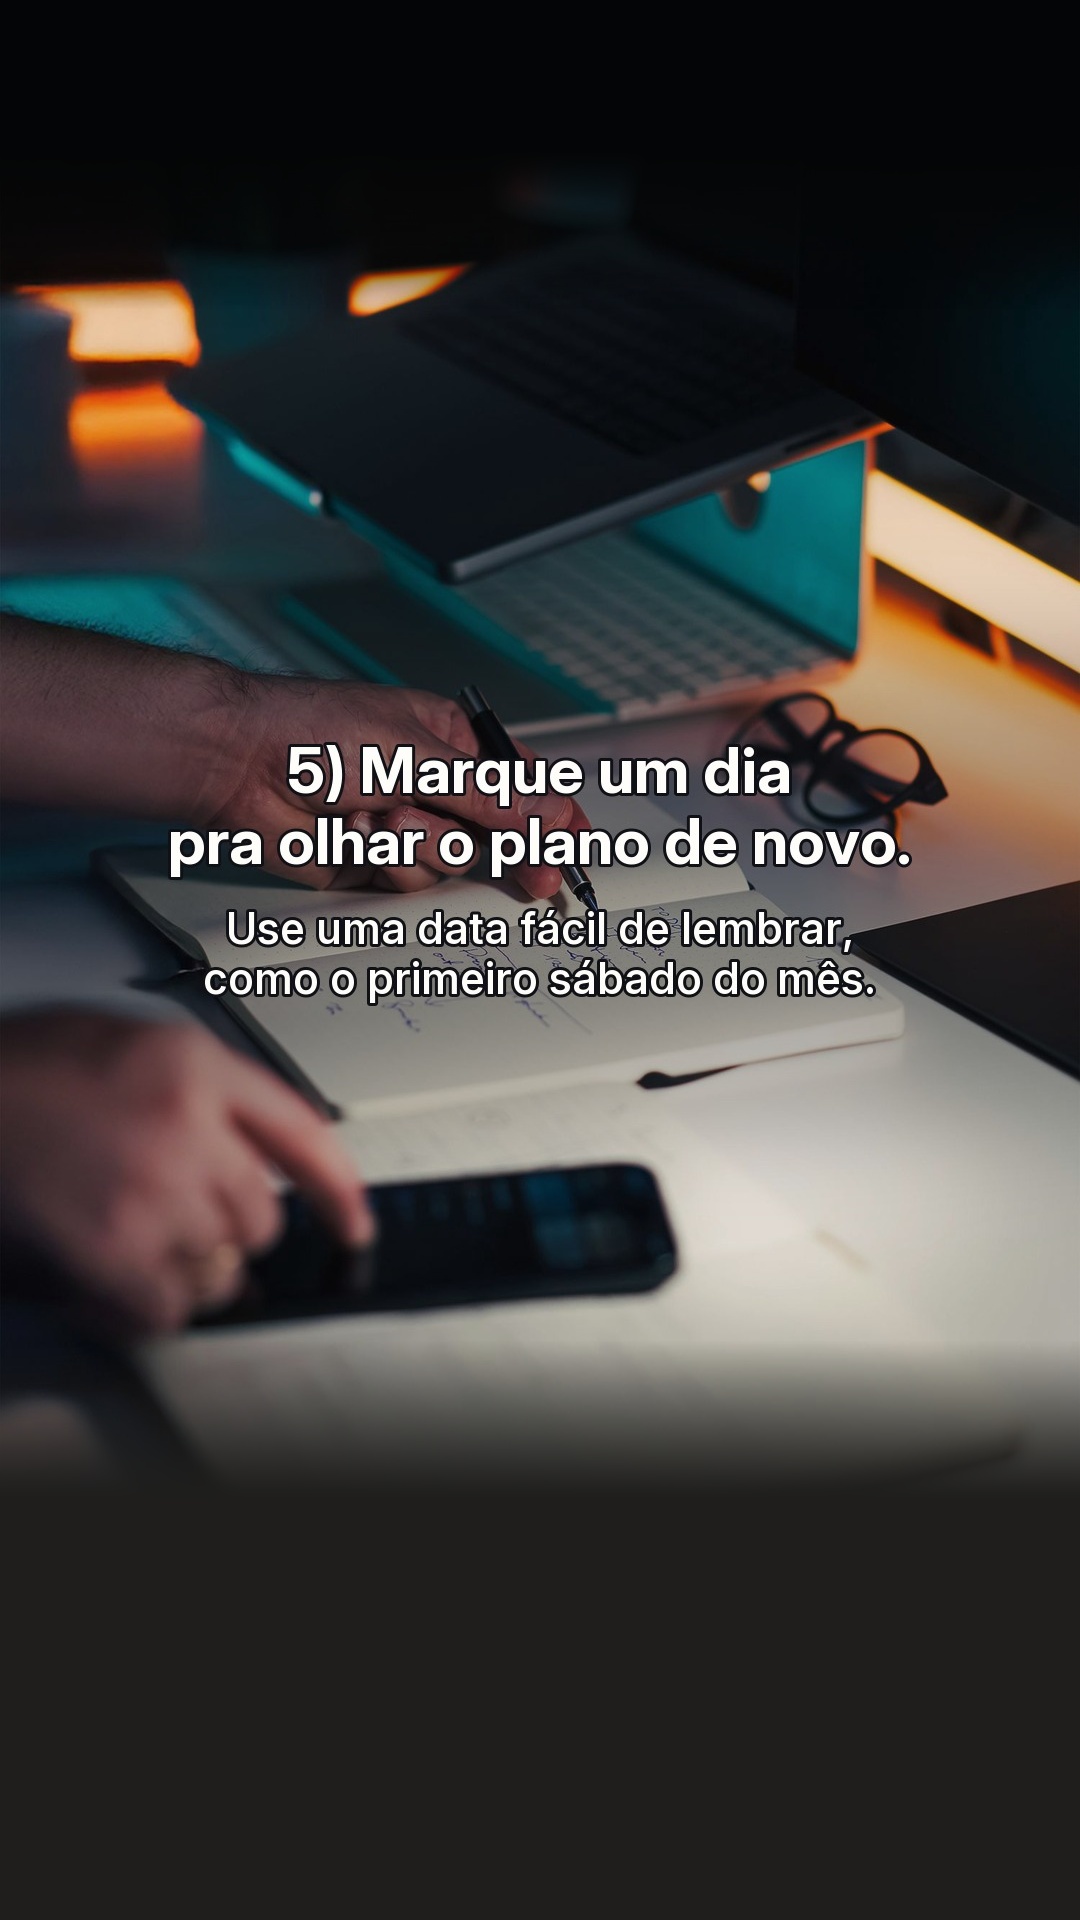 5) Marque um dia
pra olhar o plano de novo.
Use uma data fácil de lembrar,
como o primeiro sábado do mês.